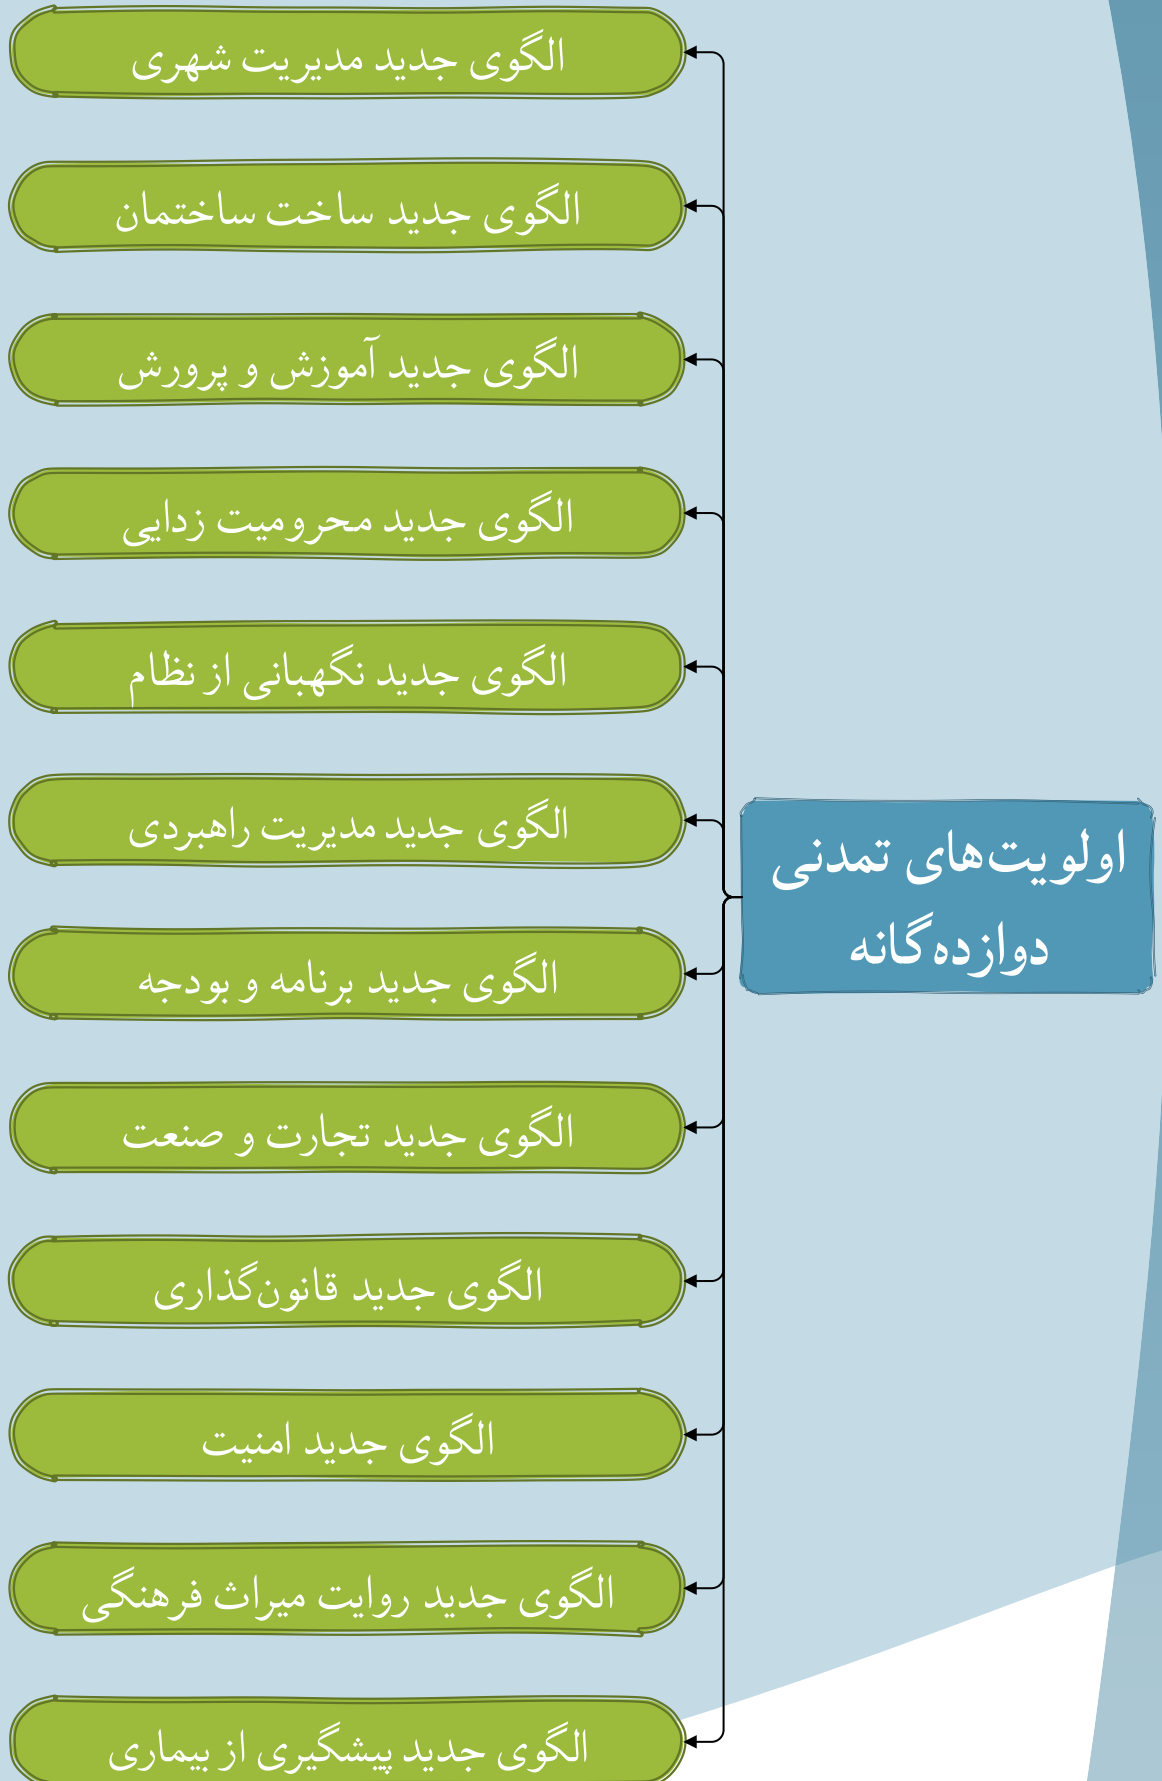 اولویت‌های تمدنی
دوازده‌گانه
الگوی جدید مدیریت شهری
الگوی جدید ساخت ساختمان
الگوی جدید آموزش و پرورش
الگوی جدید محرومیت زدایی
الگوی جدید نگهبانی از نظام
الگوی جدید مدیریت راهبردی
الگوی جدید برنامه و بودجه
الگوی جدید تجارت و صنعت
الگوی جدید قانون‌گذاری
الگوی جدید امنیت
الگوی جدید روایت میراث فرهنگی
الگوی جدید پیشگیری از بیماری